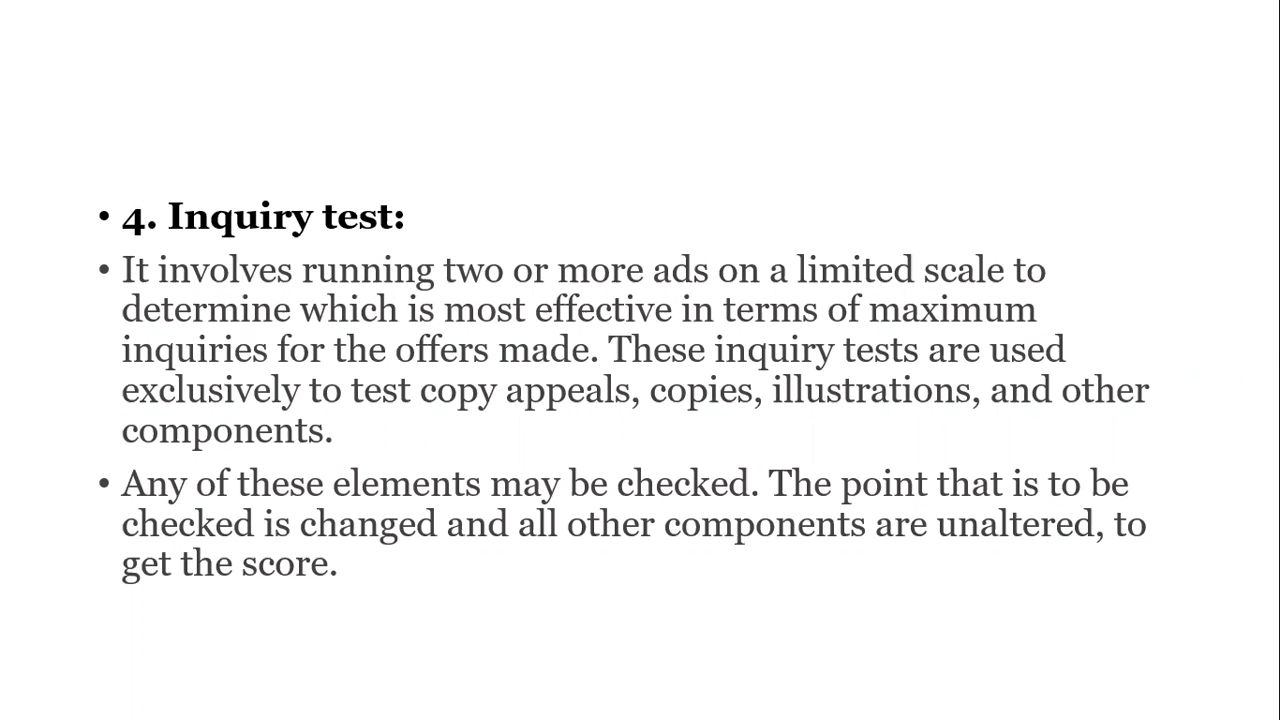 • 4. Inquiry test:
• It involves running two or more ads on a limited scale to
determine which is most effective in terms of maximum
inquiries for the offers made. These inquiry tests are used
exclusively to test copy appeals, copies, illustrations, and other
components.
• Any of these elements may be checked. The point that is to be
checked is changed and all other components are unaltered, to
get the score.